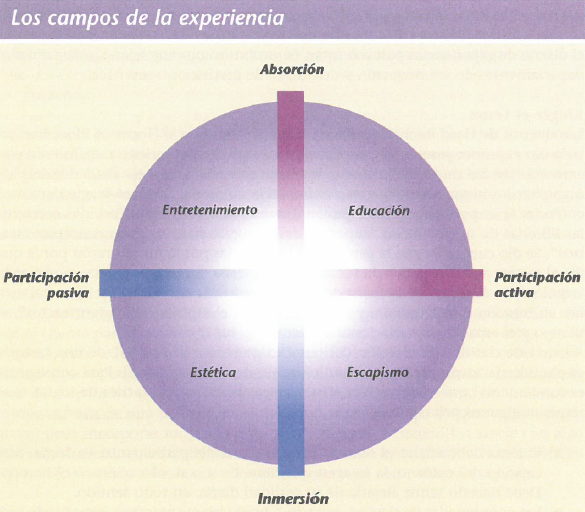 Los campos de la experiencia
Absorción
Entretenimiento
Educación
Participación
pasiva
Participación
activa
Estética
Escapismo
Inmersión